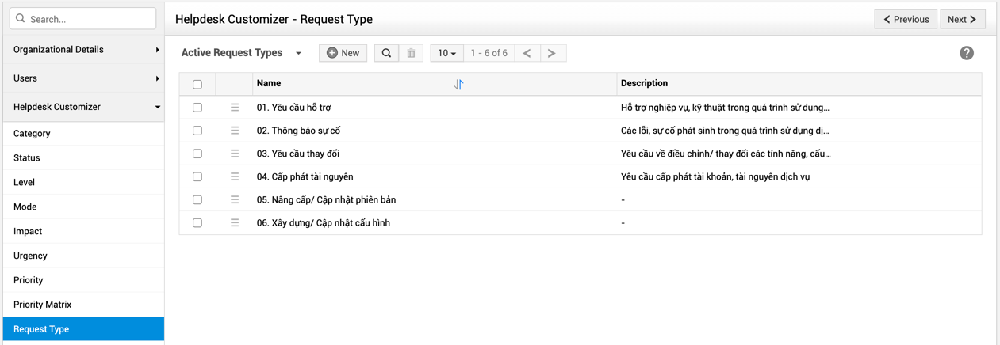 Search...
Helpdesk Customizer - Request Type
Previous
Next
Organizational Details
Users
Helpdesk Customizer
Category
Status
Level
Mode
Impact
Urgency
Priority
Priority Matrix
Request Type
Active Request Types
New
10
1 - 6 of 6
?
Name Description
01. Yêu cầu hỗ trợ Hỗ trợ nghiệp vụ, kỹ thuật trong quá trình sử dụng...
02. Thông báo sự cố Các lỗi, sự cố phát sinh trong quá trình sử dụng dị...
03. Yêu cầu thay đổi Yêu cầu về điều chỉnh/ thay đổi các tính năng, cấu...
04. Cấp phát tài nguyên Yêu cầu cấp phát tài khoản, tài nguyên dịch vụ
05. Nâng cấp/ Cập nhật phiên bản -
06. Xây dựng/ Cập nhật cấu hình -